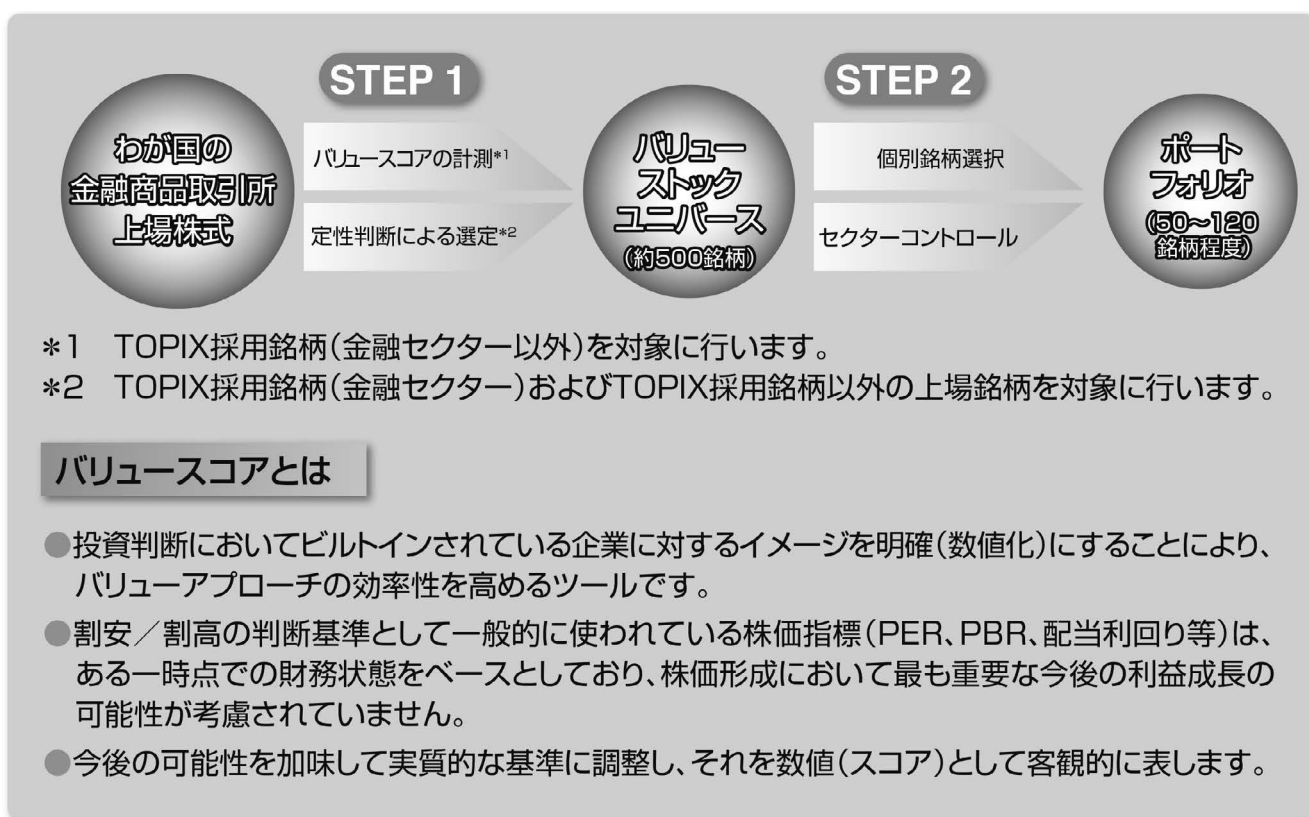 STEP 1
STEP 2
わが国の
金融商品取引所
上場株式
バリュースコアの計測*1
定性判断による選定*2
バリュー
ストック
ユニバース
(約500銘柄)
個別銘柄選択
セクターコントロール
ポート
フォリオ
(50～120
銘柄程度)
*1 TOPIX採用銘柄(金融セクター以外)を対象に行います。
*2 TOPIX採用銘柄(金融セクター)およびTOPIX採用銘柄以外の上場銘柄を対象に行います。
バリュースコアとは
●投資判断においてビルトインされている企業に対するイメージを明確(数値化)にすることにより、
バリューアプローチの効率性を高めるツールです。
●割安／割高の判断基準として一般的に使われている株価指標(PER、PBR、配当利回り等)は、
ある一時点での財務状態をベースとしており、株価形成において最も重要な今後の利益成長の
可能性が考慮されていません。
●今後の可能性を加味して実質的な基準に調整し、それを数値(スコア)として客観的に表します。